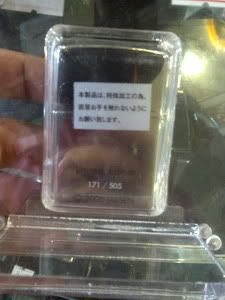 本製品は、特殊加工の為、
直接お手を触れないように
お願い致します。
171 / 505